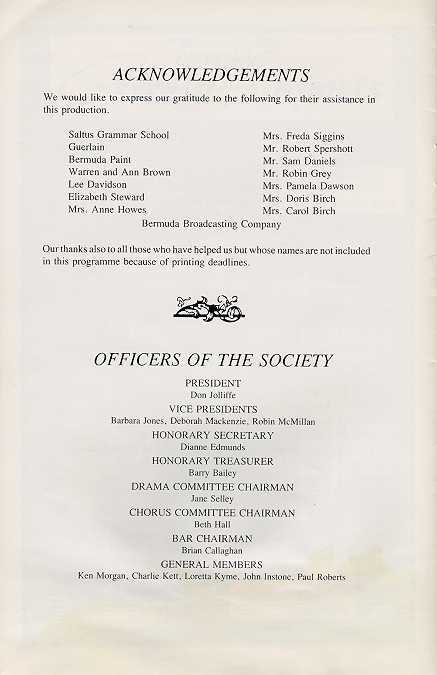 ACKNOWLEDGEMENTS
We would like to express our gratitude to the following for their assistance in
this production.
Saltus Grammar School
Guerlain
Bermuda Paint
Warren and Ann Brown
Lee Davidson
Elizabeth Steward
Mrs. Anne Howes
Mrs. Freda Siggins
Mr. Robert Spershott
Mr. Sam Daniels
Mr. Robin Grey
Mrs. Pamela Dawson
Mrs. Doris Birch
Mrs. Carol Birch
Bermuda Broadcasting Company
Our thanks also to all those who have helped us but whose names are not included
in this programme because of printing deadlines.
OFFICERS OF THE SOCIETY
PRESIDENT
Don Jolliffe
VICE PRESIDENTS
Barbara Jones, Deborah Mackenzie, Robin McMillan
HONORARY SECRETARY
Dianne Edmunds
HONORARY TREASURER
Barry Bailey
DRAMA COMMITTEE CHAIRMAN
Jane Selley
CHORUS COMMITTEE CHAIRMAN
Beth Hall
BAR CHAIRMAN
Brian Callaghan
GENERAL MEMBERS
Ken Morgan, Charlie Kett, Loretta Kyme, John Instone, Paul Roberts